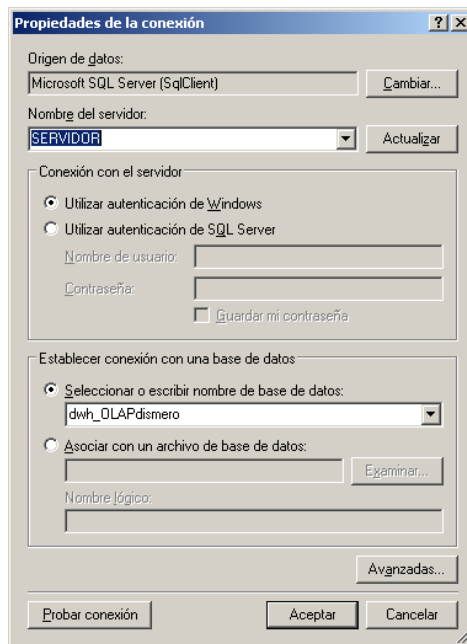 Propiedades de la conexión
Origen de datos:
Microsoft SQL Server (SqlClient)
Cambiar...
Nombre del servidor:
SERVIDOR
Actualizar
Conexión con el servidor
Utilizar autenticación de Windows
Utilizar autenticación de SQL Server
Nombre de usuario:
Contraseña:
Guardar mi contraseña
Establecer conexión con una base de datos
Seleccionar o escribir nombre de base de datos:
dwh_OLAPdismero
Asociar con un archivo de base de datos:
Examinar...
Nombre lógico:
Avanzadas...
Probar conexión
Aceptar
Cancelar